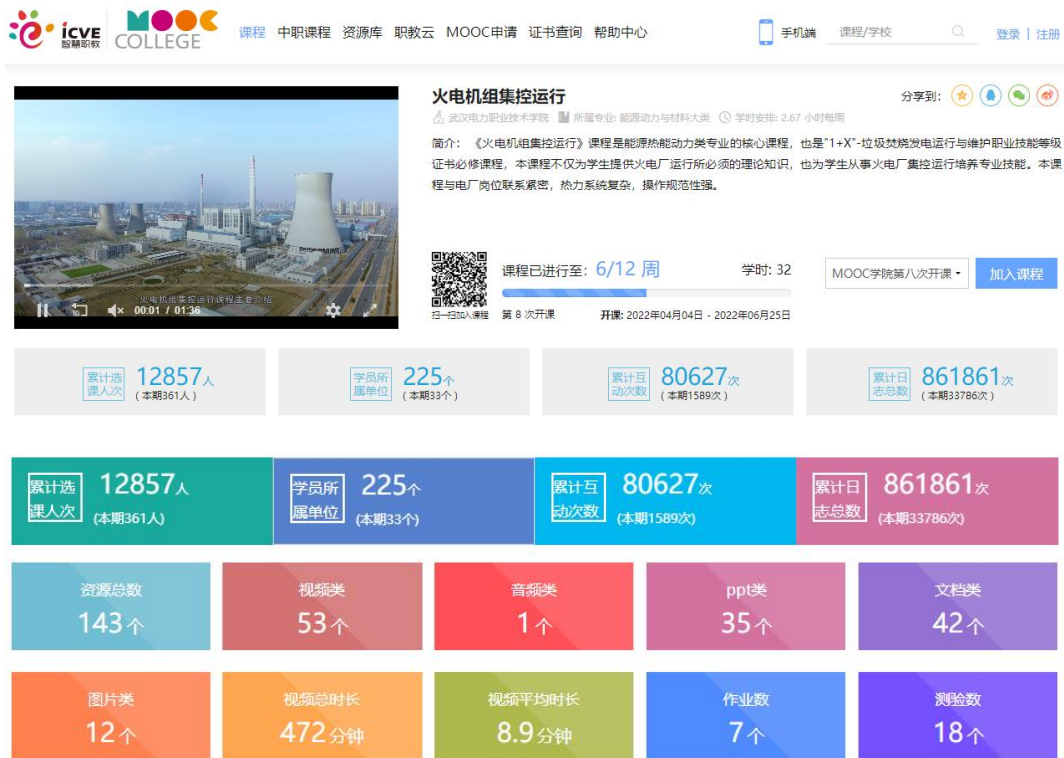 icve
智慧职教
MOOC
COLLEGE
课程 中职课程 资源库 职教云 MOOC申请 证书查询 帮助中心
手机端
课程/学校
登录 | 注册
火电机组集控运行
分享到:
武汉电力职业技术学院 所属专业: 能源动力与材料大类 学时安排: 2.67 小时每周
简介: 《火电机组集控运行》课程是能源热能动力类专业的核心课程，也是"1+X"-垃圾焚烧发电运行与维护职业技能等级
证书必修课程，本课程不仅为学生提供火电厂运行所必须的理论知识，也为学生从事火电厂集控运行培养专业技能。本课
程与电厂岗位联系紧密，热力系统复杂，操作规范性强。
火电机组集控运行课程主要介绍
00:01 / 01:36
扫一扫加入课程
课程已进行至: 6/12 周
学时: 32
第 8 次开课
开课: 2022年04月04日 - 2022年06月25日
MOOC学院第八次开课
加入课程
累计选课人次 12857人
(本期361人)
学员所属单位 225个
(本期33个)
累计互动次数 80627次
(本期1589次)
累计日志总数 861861次
(本期33786次)
累计选课人次 12857人
(本期361人)
学员所属单位 225个
(本期33个)
累计互动次数 80627次
(本期1589次)
累计日志总数 861861次
(本期33786次)
资源总数
143个
视频类
53个
音频类
1个
ppt类
35个
文档类
42个
图片类
12个
视频总时长
472分钟
视频平均时长
8.9分钟
作业数
7个
测验数
18个